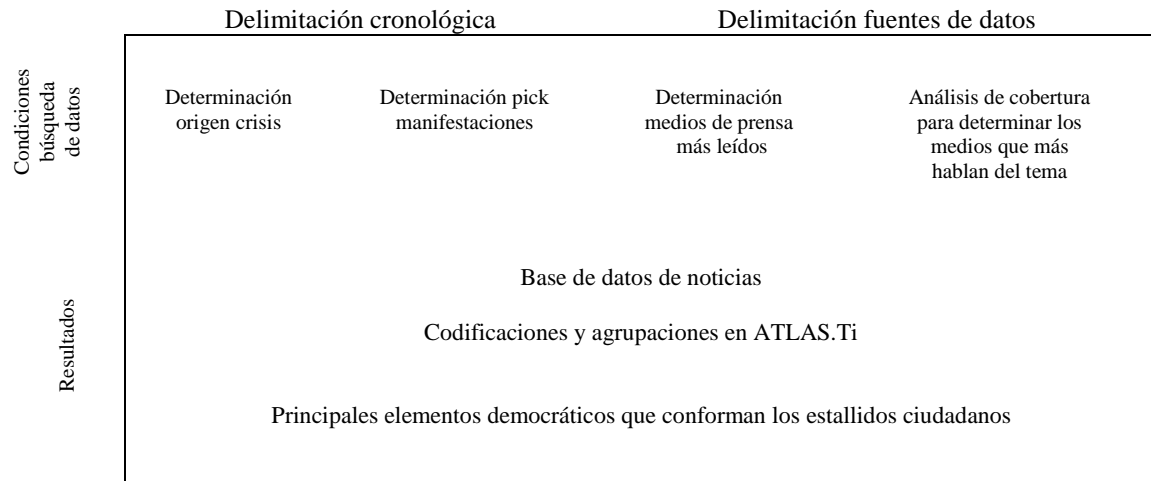 Delimitación cronológica
Delimitación fuentes de datos
Condiciones
búsqueda
de datos
Determinación
origen crisis
Determinación pick
manifestaciones
Determinación
medios de prensa
más leídos
Análisis de cobertura
para determinar los
medios que más
hablan del tema
Resultados
Base de datos de noticias
Codificaciones y agrupaciones en ATLAS.Ti
Principales elementos democráticos que conforman los estallidos ciudadanos